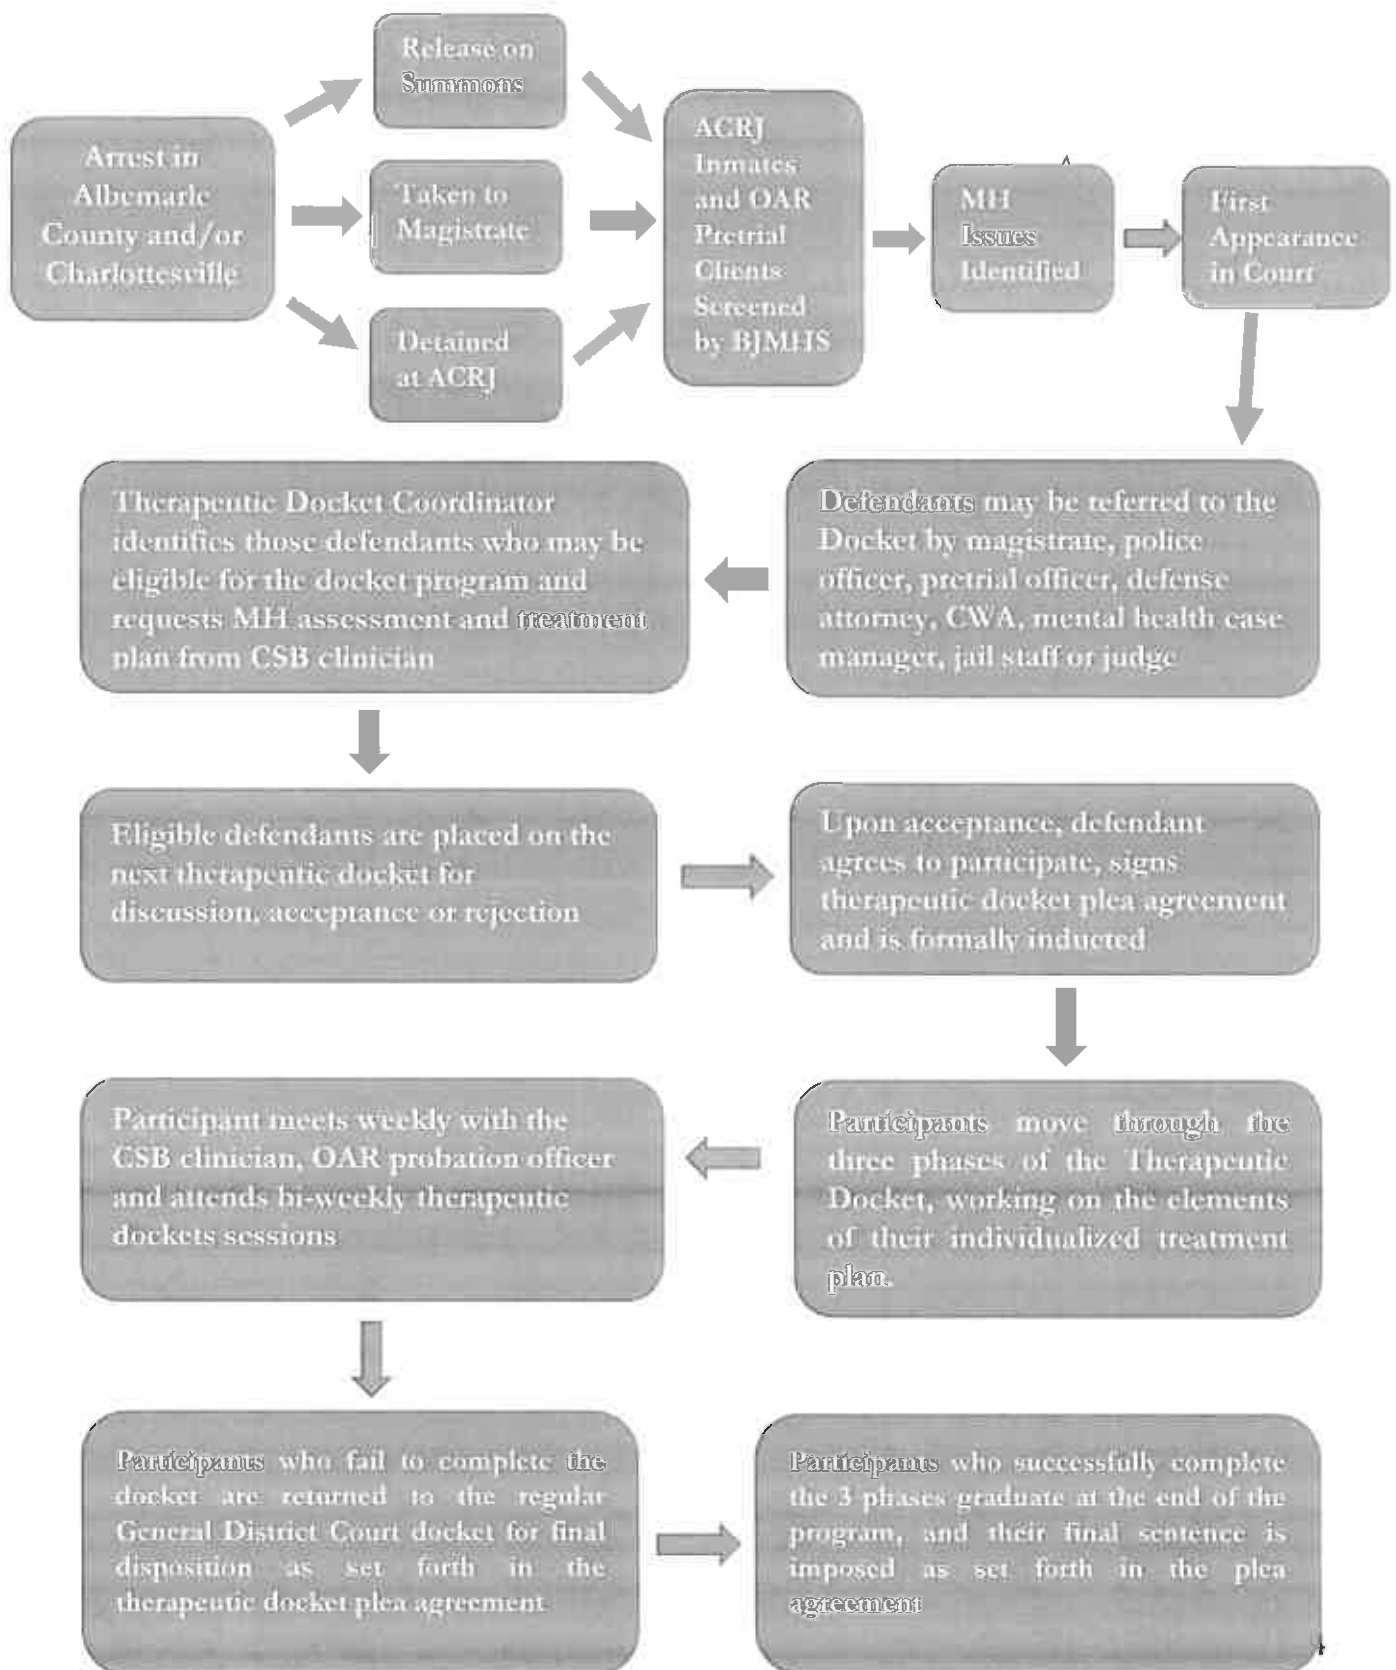 Arrest in
Albemarle
County and/or
Charlottesville
Release on
Summons
Taken to
Magistrate
Detained
at ACRJ
ACRJ
Inmates
and OAR
Pretrial
Clients
Screened
by BJMHS
MH
Issues
Identified
First
Appearance
in Court
Defendants may be referred to the
Docket by magistrate, police
officer, pretrial officer, defense
attorney, CWA, mental health case
manager, jail staff or judge
Therapeutic Docket Coordinator
identifies those defendants who may be
eligible for the docket program and
requests MH assessment and treatment
plan from CSB clinician
Eligible defendants are placed on the
next therapeutic docket for
discussion, acceptance or rejection
Upon acceptance, defendant
agrees to participate, signs
therapeutic docket plea agreement
and is formally inducted
Participants move through the
three phases of the Therapeutic
Docket, working on the elements
of their individualized treatment
plan.
Participant meets weekly with the
CSB clinician, OAR probation officer
and attends bi-weekly therapeutic
dockets sessions
Participants who fail to complete the
docket are returned to the regular
General District Court docket for final
disposition as set forth in the
therapeutic docket plea agreement
Participants who successfully complete
the 3 phases graduate at the end of the
program, and their final sentence is
imposed as set forth in the plea
agreement